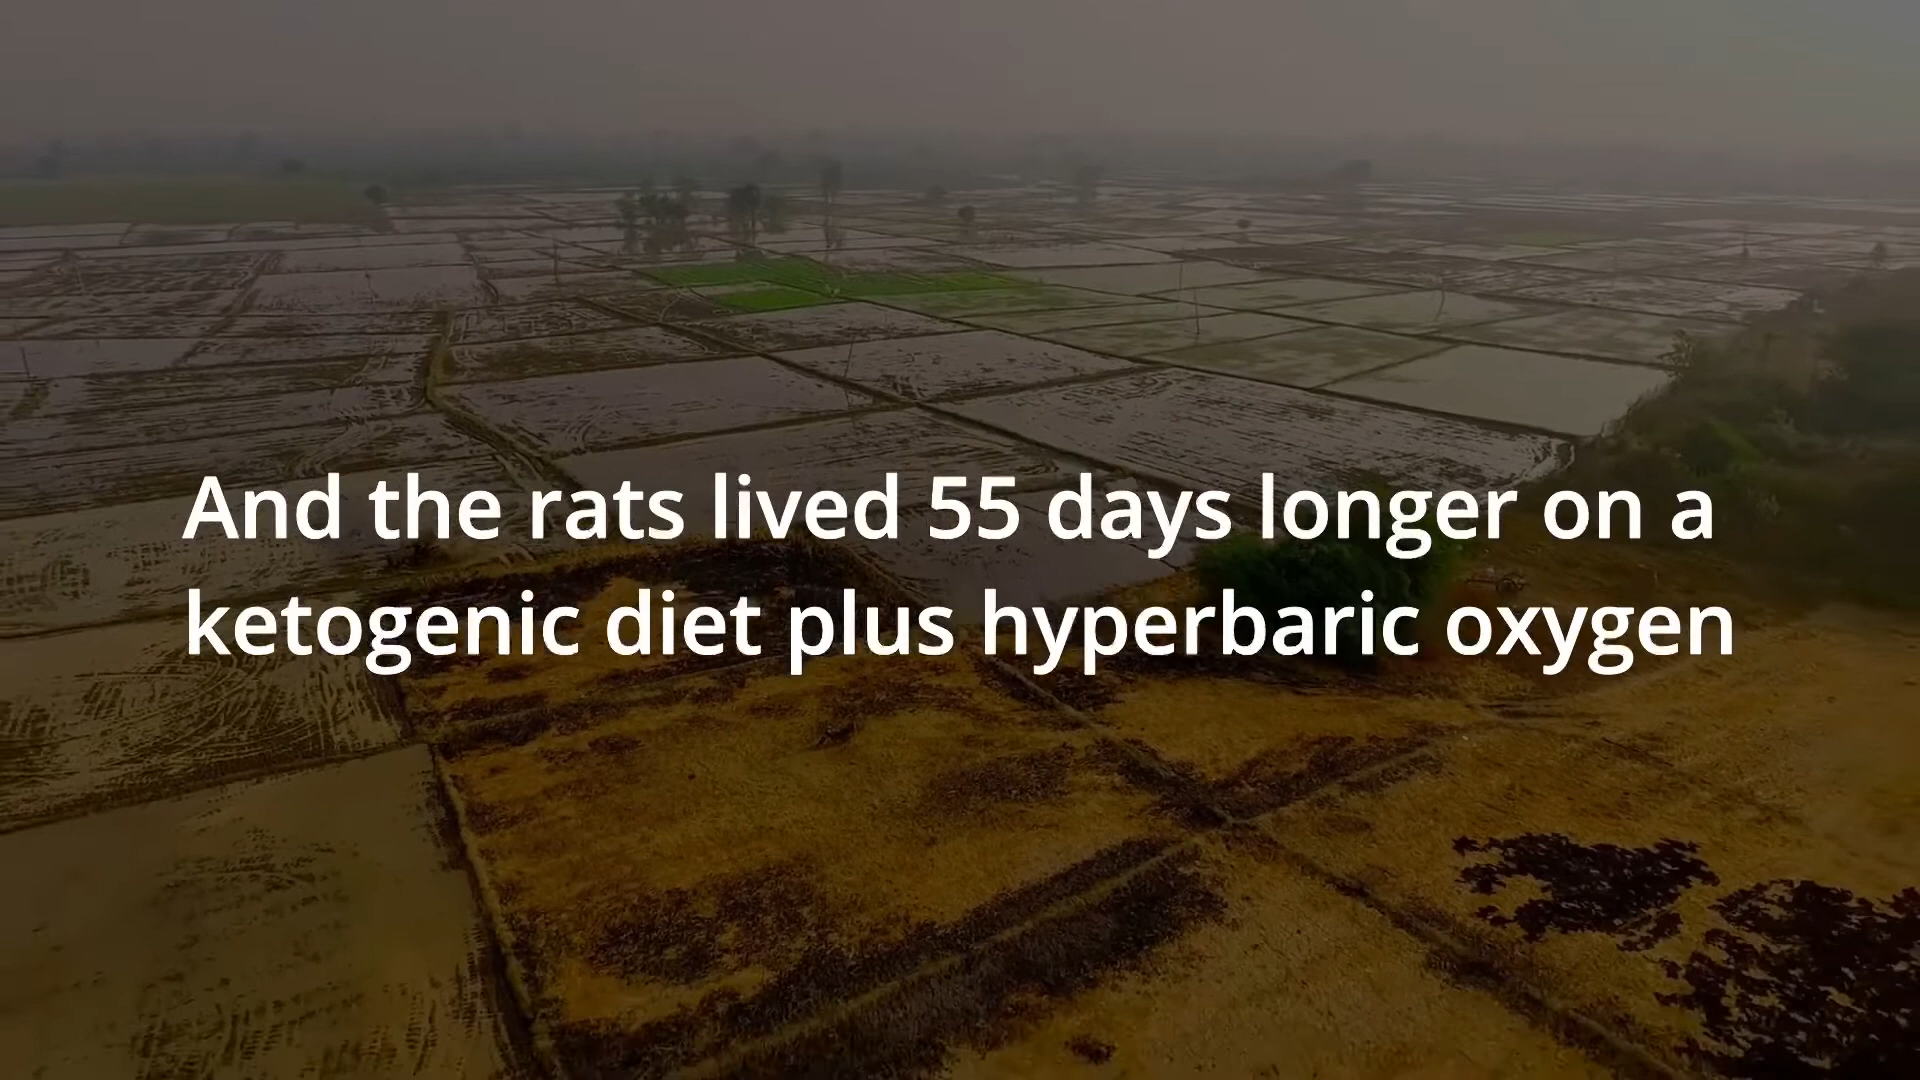 And the rats lived 55 days longer on a
ketogenic diet plus hyperbaric oxygen